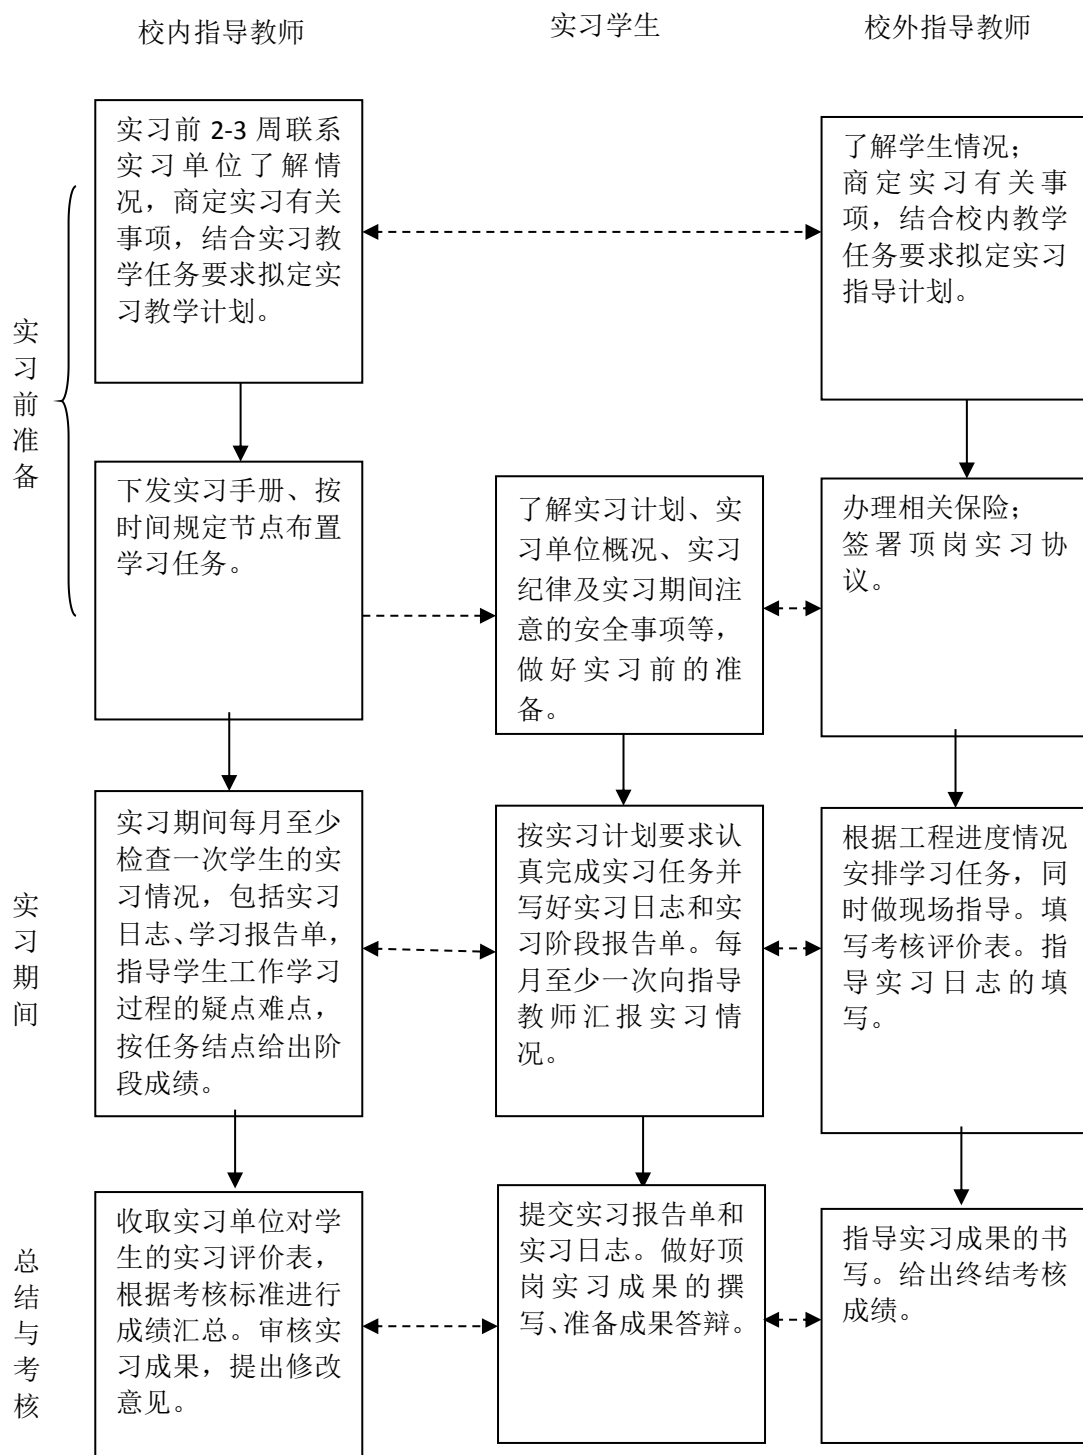 校内指导教师
实习学生
校外指导教师
实习前 2-3 周联系
实习单位了解情
况，商定实习有关
事项，结合实习教
学任务要求拟定实
习教学计划。
了解学生情况；
商定实习有关事
项，结合校内教学
任务要求拟定实习
指导计划。
实
习
前
准
备
下发实习手册、按
时间规定节点布置
学习任务。
了解实习计划、实
习单位概况、实习
纪律及实习期间注
意的安全事项等，
做好实习前的准
备。
办理相关保险；
签署顶岗实习协
议。
实
习
期
间
实习期间每月至少
检查一次学生的实
习情况，包括实习
日志、学习报告单，
指导学生工作学习
过程的疑点难点，
按任务结点给出阶
段成绩。
按实习计划要求认
真完成实习任务并
写好实习日志和实
习阶段报告单。每
月至少一次向指导
教师汇报实习情
况。
根据工程进度情况
安排学习任务，同
时做现场指导。填
写考核评价表。指
导实习日志的填
写。
总
结
与
考
核
收取实习单位对学
生的实习评价表，
根据考核标准进行
成绩汇总。审核实
习成果，提出修改
意见。
提交实习报告单和
实习日志。做好顶
岗实习成果的撰
写、准备成果答辩。
指导实习成果的书
写。给出终结考核
成绩。